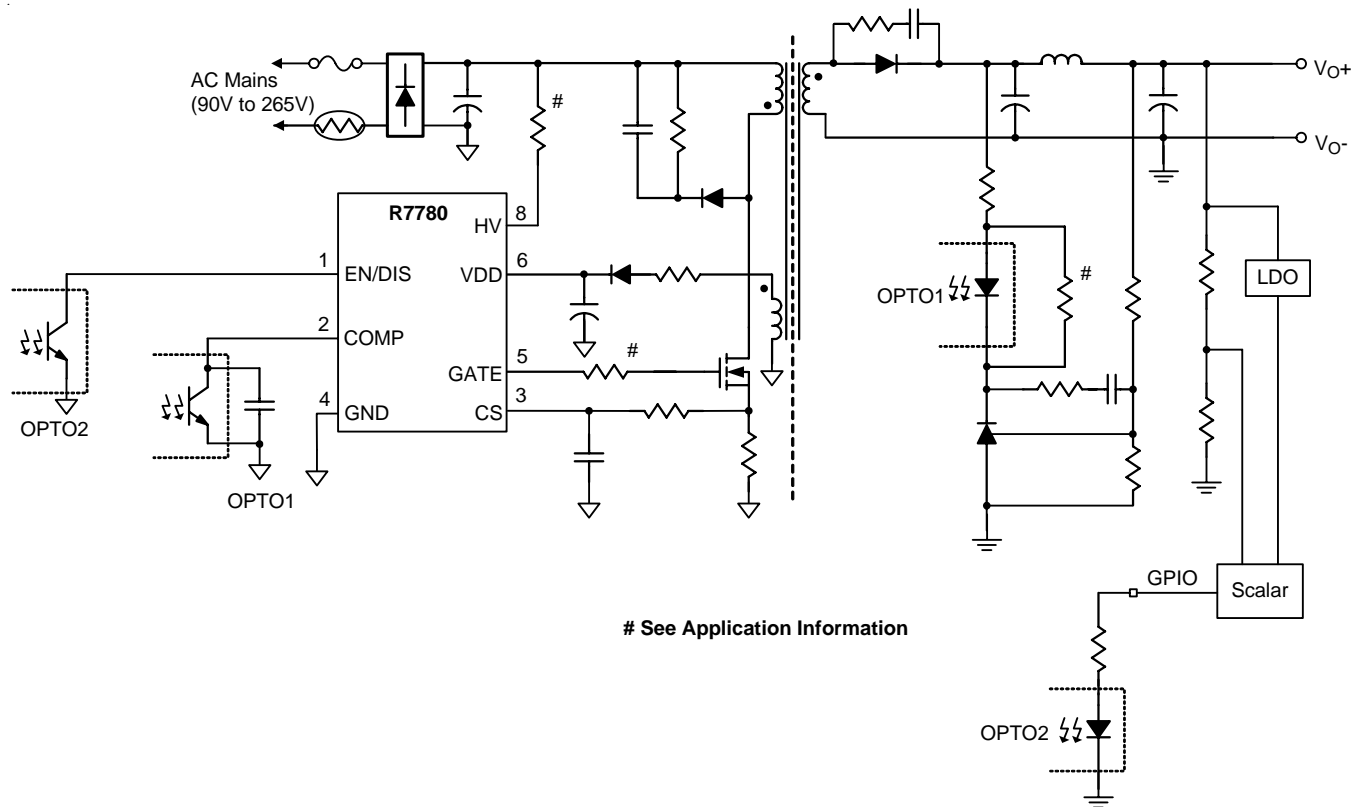 AC Mains
(90V to 265V)
#
VO+
VO-
R7780
HV 8
1 EN/DIS
VDD 6
2 COMP
GATE 5
#
4 GND
CS 3
OPTO2
OPTO1
OPTO1
#
LDO
GPIO
Scalar
# See Application Information
OPTO2